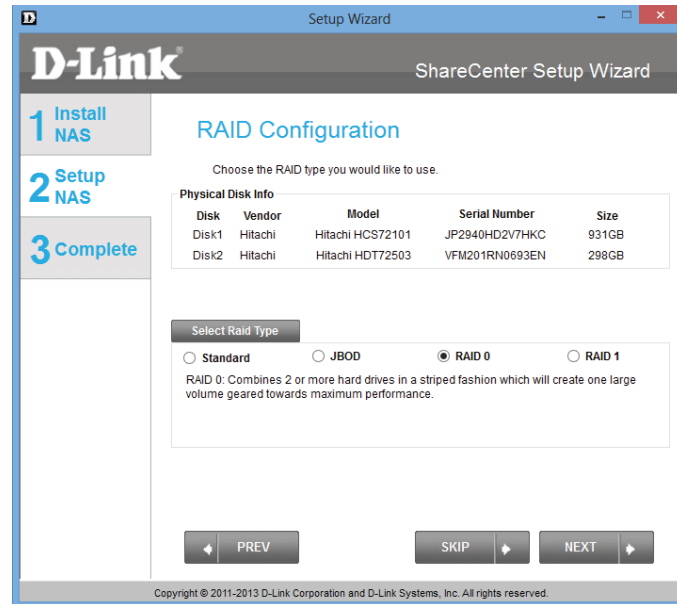 D Setup Wizard
D-Link®
ShareCenter Setup Wizard
1 Install
NAS
2 Setup
NAS
3 Complete
RAID Configuration
Choose the RAID type you would like to use.
Physical Disk Info
Disk Vendor Model Serial Number Size
Disk1 Hitachi Hitachi HCS72101 JP2940HD2V7HKC 931GB
Disk2 Hitachi Hitachi HDT72503 VFM201RN0693EN 298GB
Select Raid Type
Standard JBOD RAID 0 RAID 1
RAID 0: Combines 2 or more hard drives in a striped fashion which will create one large
volume geared towards maximum performance.
PREV SKIP NEXT
Copyright © 2011-2013 D-Link Corporation and D-Link Systems, Inc. All rights reserved.